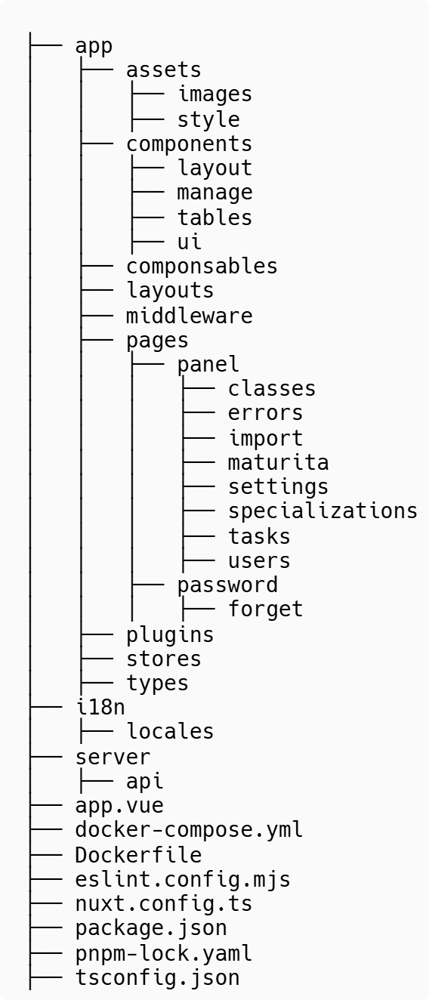 ├── app
│   ├── assets
│   │   ├── images
│   │   ├── style
│   ├── components
│   │   ├── layout
│   │   ├── manage
│   │   ├── tables
│   │   ├── ui
│   ├── componsables
│   ├── layouts
│   ├── middleware
│   ├── pages
│   │   ├── panel
│   │   │   ├── classes
│   │   │   ├── errors
│   │   │   ├── import
│   │   │   ├── maturita
│   │   │   ├── settings
│   │   │   ├── specializations
│   │   │   ├── tasks
│   │   │   ├── users
│   │   ├── password
│   │   │   ├── forget
│   ├── plugins
│   ├── stores
│   ├── types
├── i18n
│   ├── locales
├── server
│   ├── api
├── app.vue
├── docker-compose.yml
├── Dockerfile
├── eslint.config.mjs
├── nuxt.config.ts
├── package.json
├── pnpm-lock.yaml
├── tsconfig.json